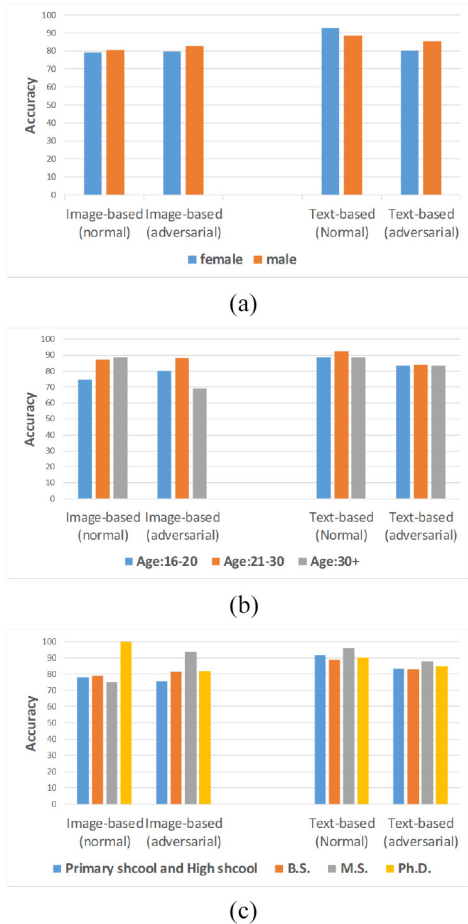 100
90
80
70
60
50
40
30
20
10
0
Accuracy
Image-based Image-based Text-based Text-based
(normal) (adversarial) (Normal) (adversarial)
female male
(a)
100
90
80
70
60
50
40
30
20
10
0
Accuracy
Image-based Image-based Text-based Text-based
(normal) (adversarial) (Normal) (adversarial)
Age:16-20 Age:21-30 Age:30+
(b)
100
90
80
70
60
50
40
30
20
10
0
Accuracy
Image-based Image-based Text-based Text-based
(normal) (adversarial) (Normal) (adversarial)
Primary shcool and High shcool B.S. M.S. Ph.D.
(c)